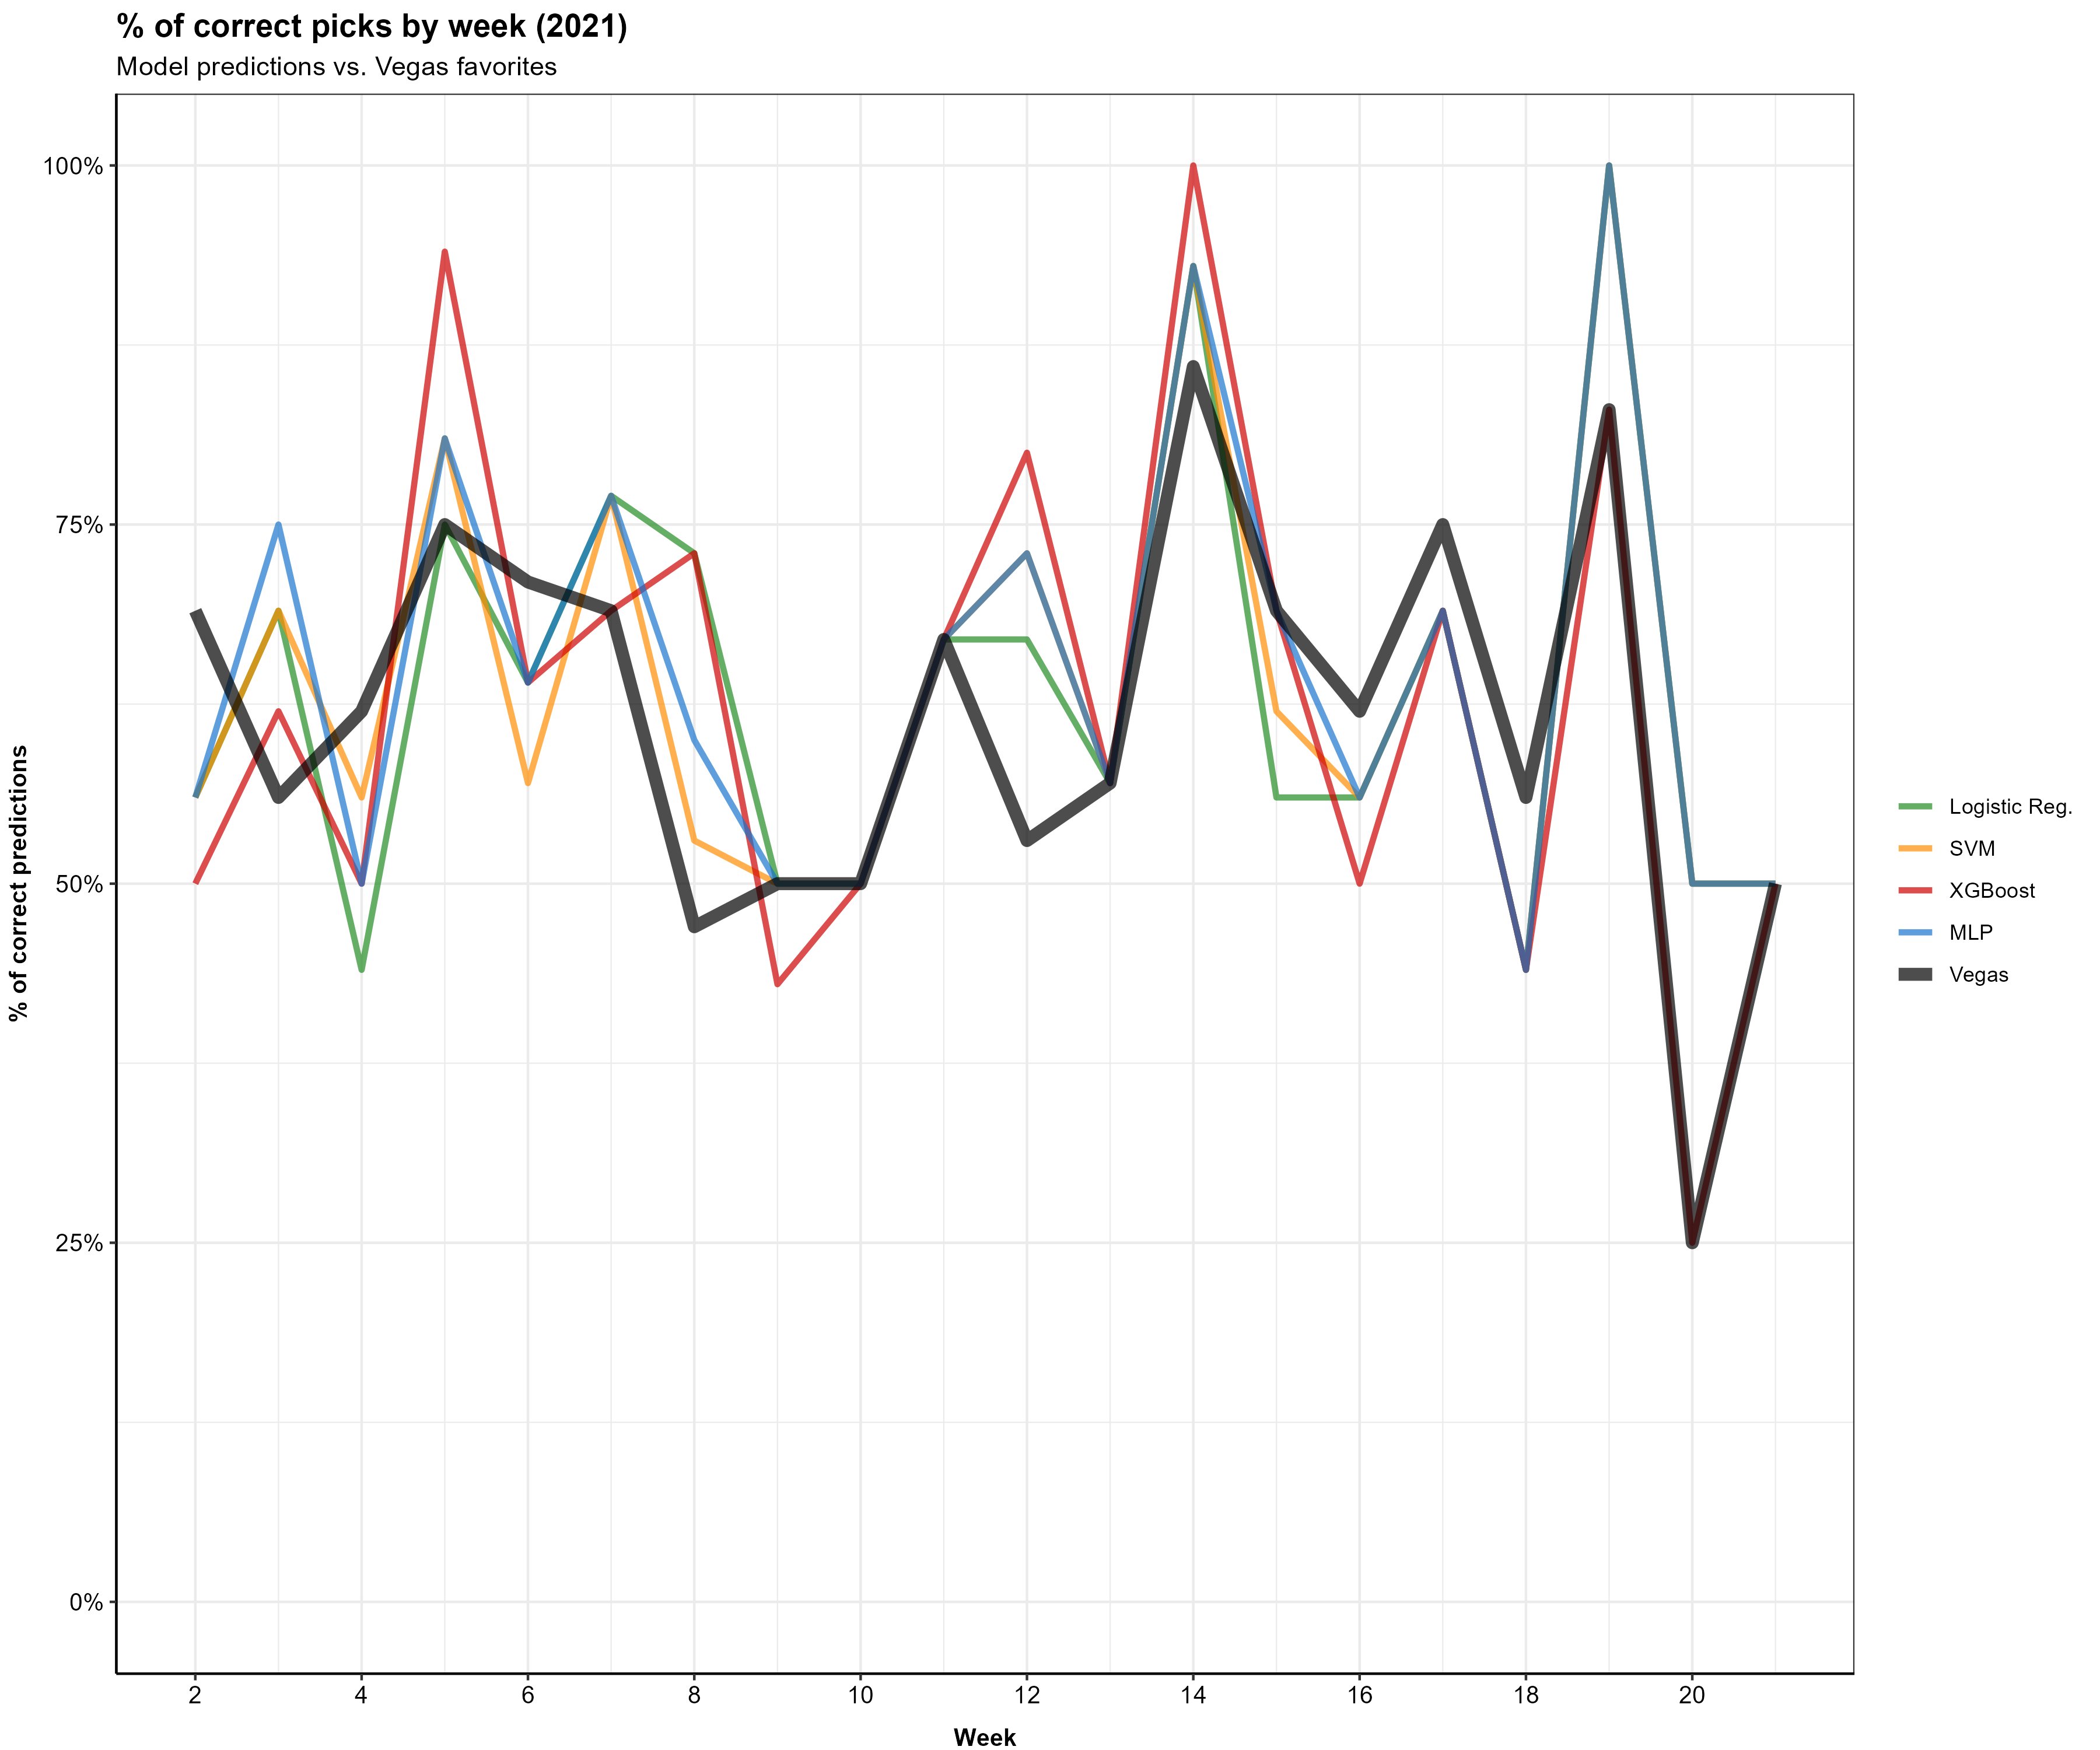 % of correct picks by week (2021)
Model predictions vs. Vegas favorites
% of correct predictions
100%
75%
50%
25%
0%
2 4 6 8 10 12 14 16 18 20
Week
Logistic Reg.
SVM
XGBoost
MLP
Vegas